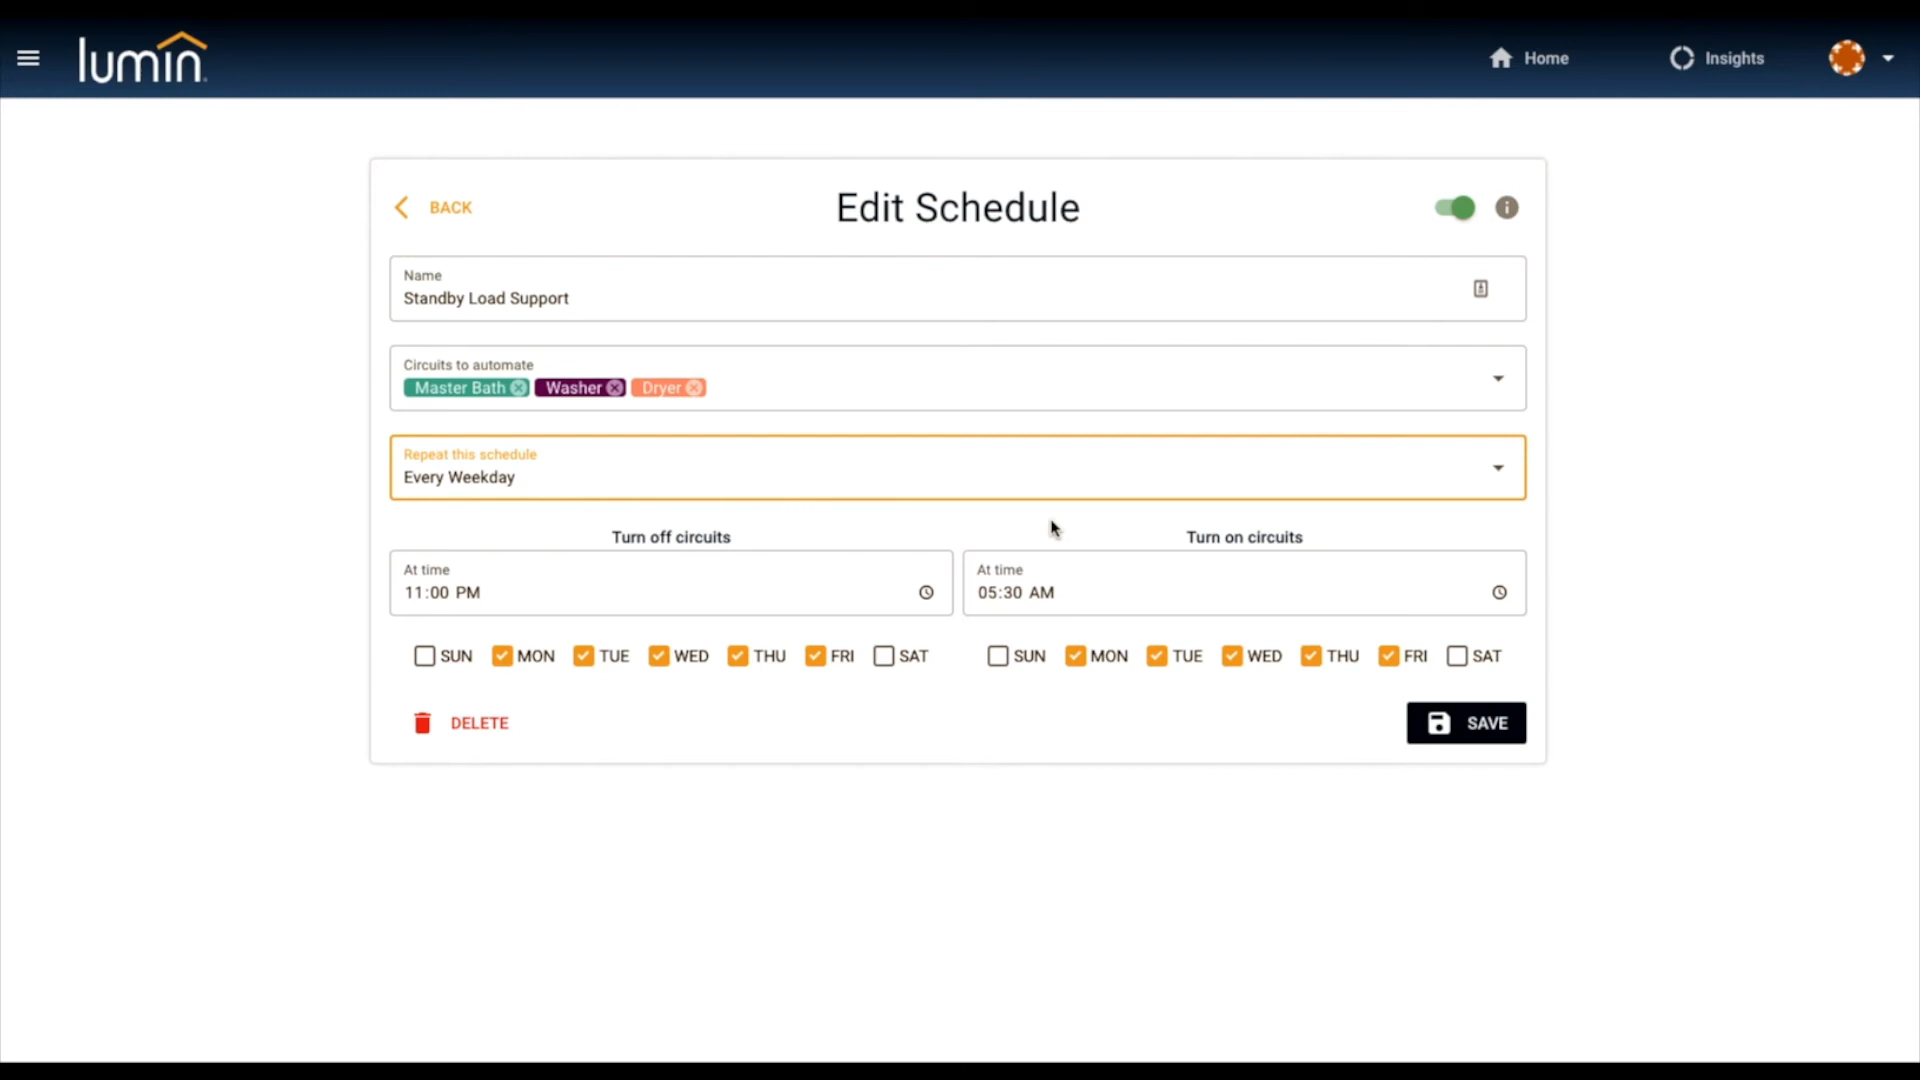 lumin
Home
Insights
BACK
Edit Schedule
Name
Standby Load Support
Circuits to automate
Master Bath Washer Dryer
Repeat this schedule
Every Weekday
Turn off circuits
Turn on circuits
At time
11:00 PM
At time
05:30 AM
SUN MON TUE WED THU FRI SAT
SUN MON TUE WED THU FRI SAT
DELETE
SAVE